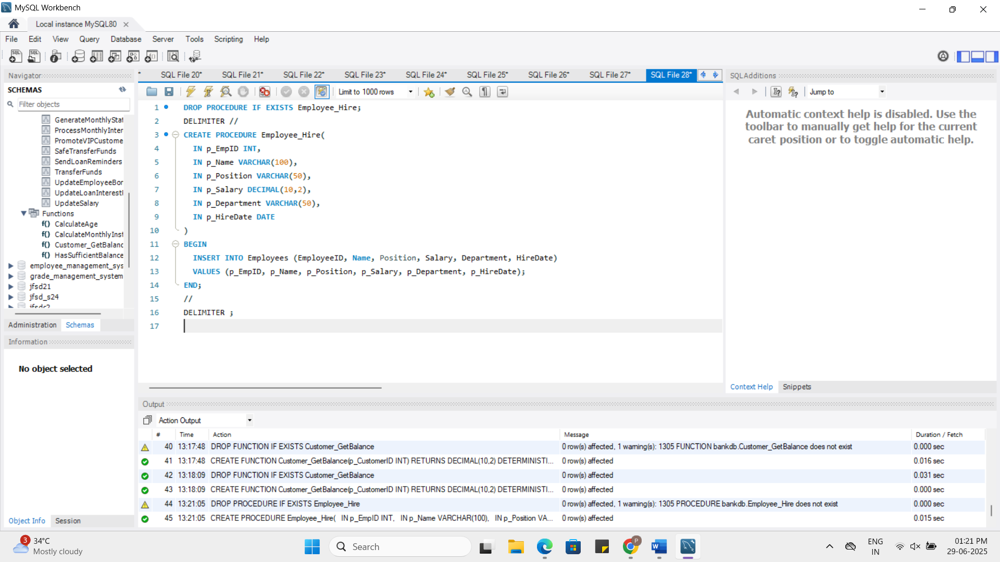 MySQL Workbench
Local instance MySQL80
File Edit View Query Database Server Tools Scripting Help
Navigator
SCHEMAS
Filter objects
GenerateMonthlyStat
ProcessMonthlyInter
PromoteVIPCustome
SafeTransferFunds
SendLoanReminders
TransferFunds
UpdateEmployeeBor
UpdateLoanInterest
UpdateSalary
Functions
f() CalculateAge
f() CalculateMonthlyInst
f() Customer_GetBalanc
f() HasSufficientBalance
employee_management_sys
grade_management_system
jfsd21
jfsd_s24
Administration Schemas
Information
No object selected
Object Info Session
* SQL File 20* SQL File 21* SQL File 22* SQL File 23* SQL File 24* SQL File 25* SQL File 26* SQL File 27* SQL File 28*
Limit to 1000 rows
1 DROP PROCEDURE IF EXISTS Employee_Hire;
2 DELIMITER //
3 CREATE PROCEDURE Employee_Hire(
4 IN p_EmpID INT,
5 IN p_Name VARCHAR(100),
6 IN p_Position VARCHAR(50),
7 IN p_Salary DECIMAL(10,2),
8 IN p_Department VARCHAR(50),
9 IN p_HireDate DATE
10 )
11 BEGIN
12 INSERT INTO Employees (EmployeeID, Name, Position, Salary, Department, HireDate)
13 VALUES (p_EmpID, p_Name, p_Position, p_Salary, p_Department, p_HireDate);
14 END;
15 //
16 DELIMITER ;
17
SQLAdditions
Jump to
Automatic context help is disabled. Use the
toolbar to manually get help for the current
caret position or to toggle automatic help.
Context Help Snippets
Output
Action Output
# Time Action Message Duration / Fetch
40 13:17:48 DROP FUNCTION IF EXISTS Customer_GetBalance 0 row(s) affected, 1 warning(s): 1305 FUNCTION bankdb.Customer_GetBalance does not exist 0.000 sec
41 13:17:48 CREATE FUNCTION Customer_GetBalance(p_CustomerID INT) RETURNS DECIMAL(10,2) DETERMINISTI... 0 row(s) affected 0.016 sec
42 13:18:09 DROP FUNCTION IF EXISTS Customer_GetBalance 0 row(s) affected 0.031 sec
43 13:18:09 CREATE FUNCTION Customer_GetBalance(p_CustomerID INT) RETURNS DECIMAL(10,2) DETERMINISTI... 0 row(s) affected 0.000 sec
44 13:21:05 DROP PROCEDURE IF EXISTS Employee_Hire 0 row(s) affected, 1 warning(s): 1305 PROCEDURE bankdb.Employee_Hire does not exist 0.000 sec
45 13:21:05 CREATE PROCEDURE Employee_Hire( IN p_EmpID INT, IN p_Name VARCHAR(100), IN p_Position VA... 0 row(s) affected 0.015 sec
3 34°C
Mostly cloudy
Search
ENG
IN
01:21 PM
29-06-2025